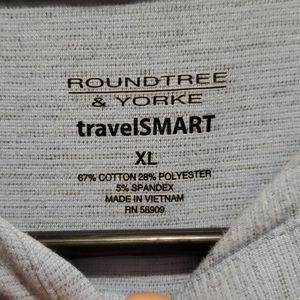 ROUNDTREE
& YORKE
travelSMART
XL
67% COTTON 28% POLYESTER
5% SPANDEX
MADE IN VIETNAM
RN 58909